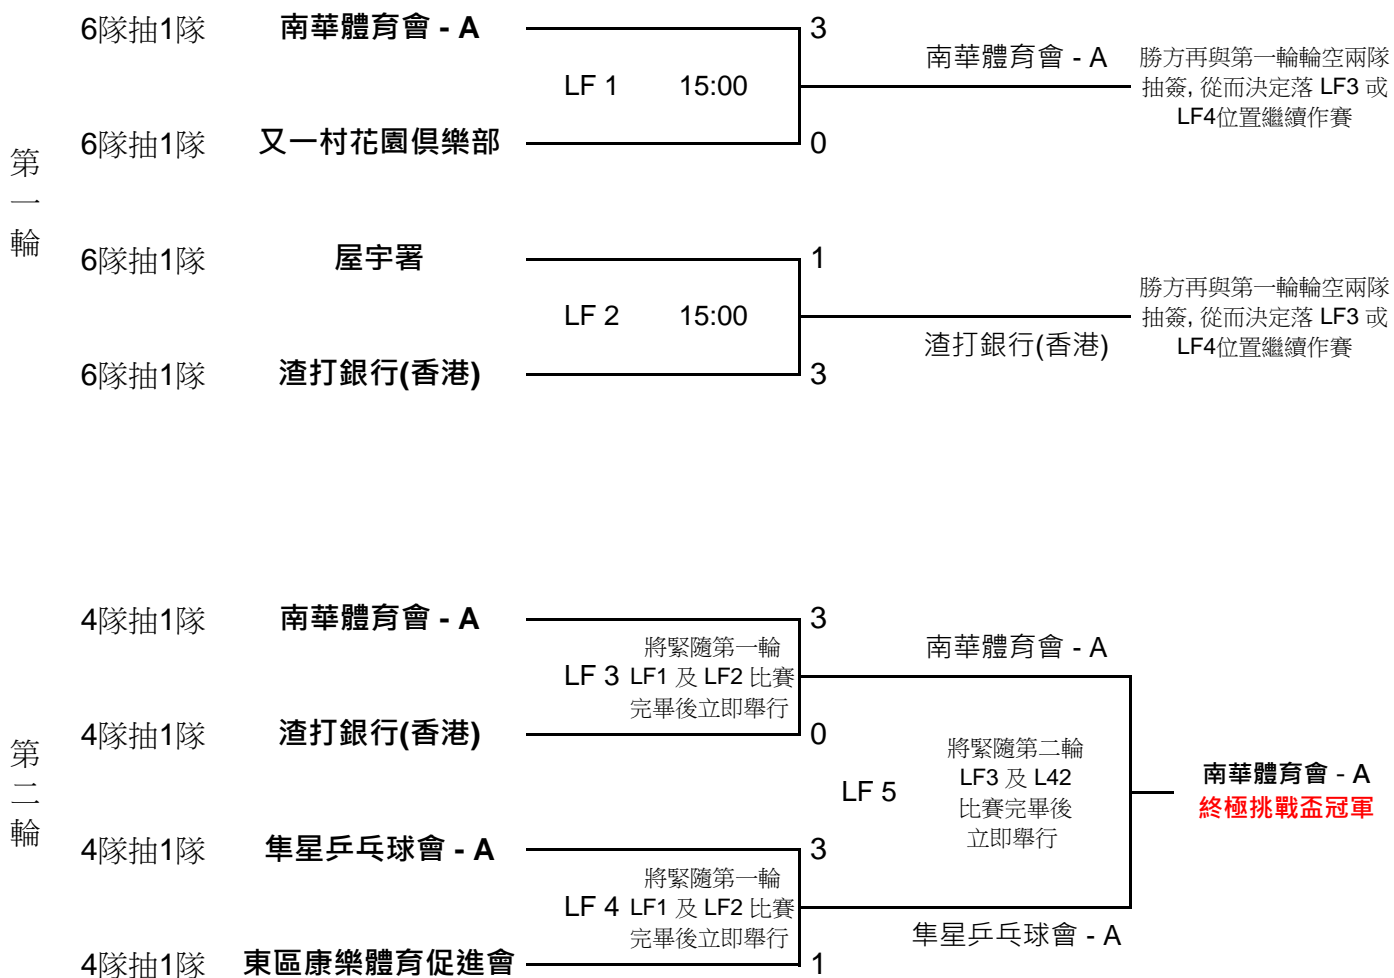 6隊抽1隊 南華體育會 - A 3
南華體育會 - A
勝方再與第一輪輪空兩隊
抽簽, 從而決定落 LF3 或
LF4位置繼續作賽
LF 1 15:00
6隊抽1隊 又一村花園俱樂部 0
第一輪
6隊抽1隊 屋宇署 1
LF 2 15:00
渣打銀行(香港)
勝方再與第一輪輪空兩隊
抽簽, 從而決定落 LF3 或
LF4位置繼續作賽
6隊抽1隊 渣打銀行(香港) 3
4隊抽1隊 南華體育會 - A 3
南華體育會 - A
LF 3
將緊隨第一輪
LF1 及 LF2 比賽
完畢後立即舉行
4隊抽1隊 渣打銀行(香港) 0
第二輪
LF 5
將緊隨第二輪
LF3 及 L42
比賽完畢後
立即舉行
南華體育會 - A
終極挑戰盃冠軍
4隊抽1隊 隼星乒乓球會 - A 3
LF 4
將緊隨第一輪
LF1 及 LF2 比賽
完畢後立即舉行
隼星乒乓球會 - A
4隊抽1隊 東區康樂體育促進會 1